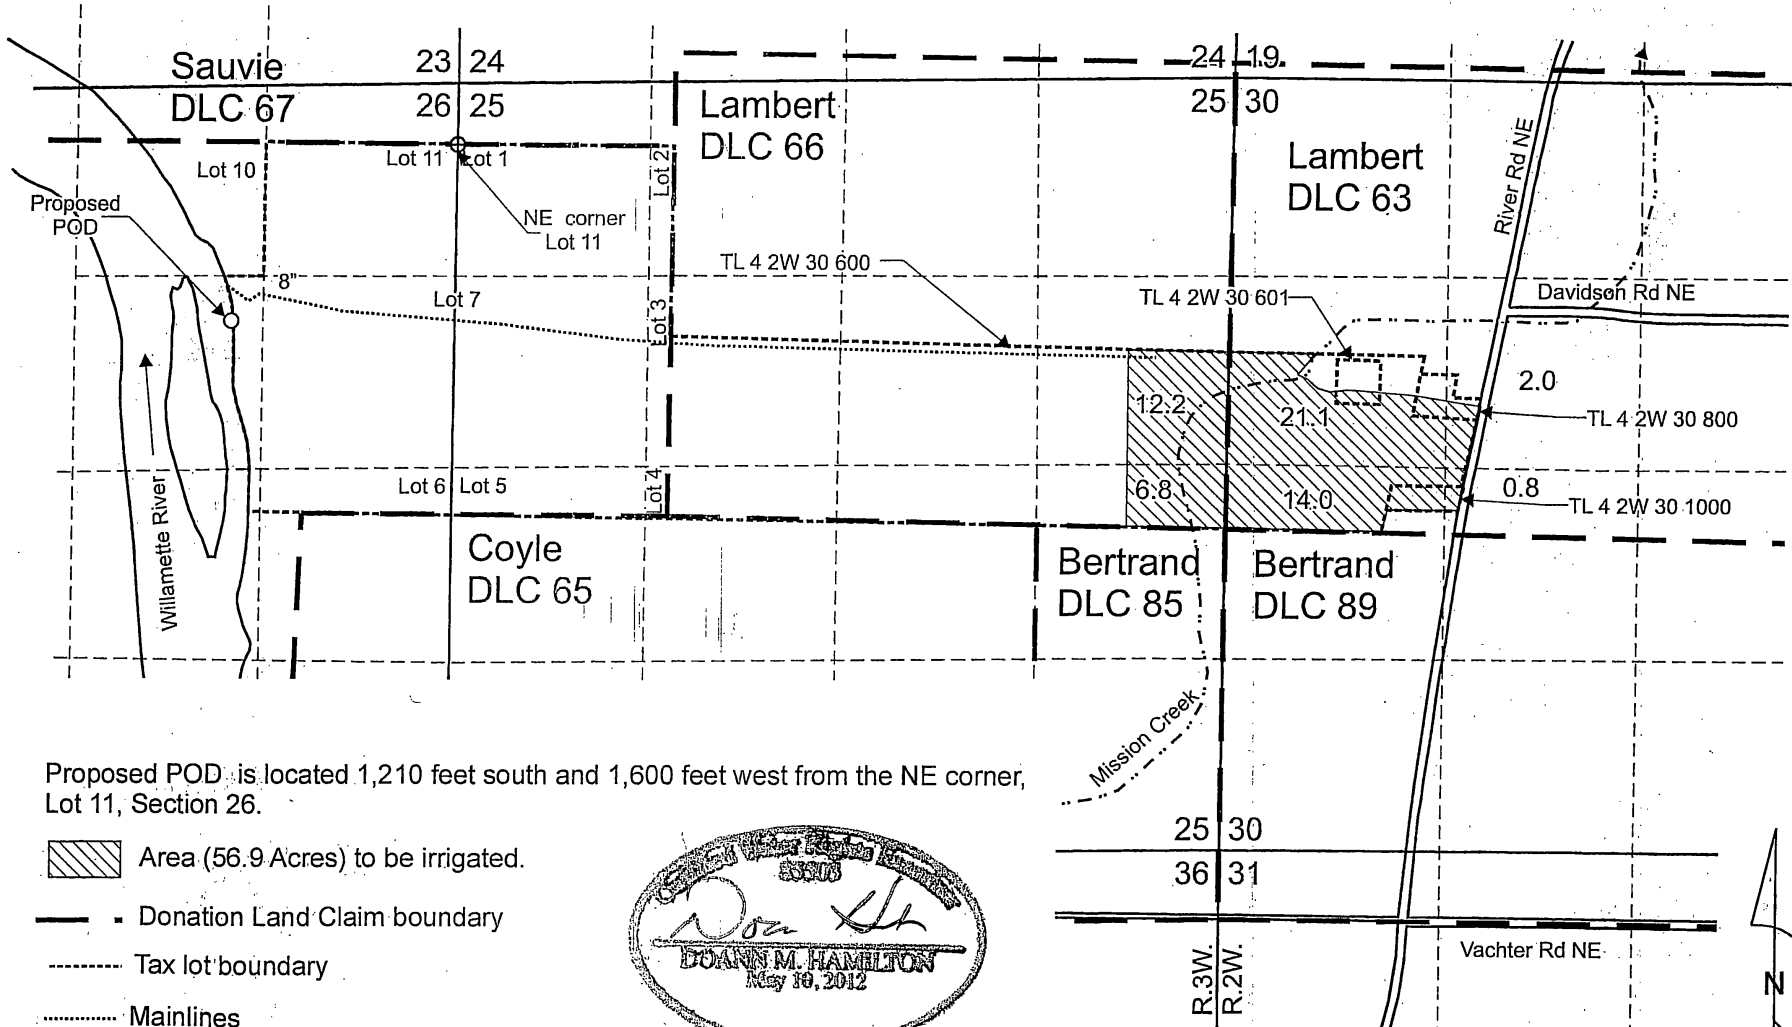 Sauvie
DLC 67
23 24
26 25
Lambert
DLC 66
24 19
25 30
Lambert
DLC 63
River Rd NE
Lot 10
Lot 11
Lot 1
Lot 2
Proposed
POD
NE corner
Lot 11
TL 4 2W 30 600
8"
Lot 7
Lot 3
TL 4 2W 30 601
Davidson Rd NE
2.0
12.2
21.1
TL 4 2W 30 800
Willamette River
Lot 6
Lot 5
Lot 4
6.8
14.0
0.8
TL 4 2W 30 1000
Coyle
DLC 65
Bertrand
DLC 85
Bertrand
DLC 89
Mission Creek
Proposed POD is located 1,210 feet south and 1,600 feet west from the NE corner,
Lot 11, Section 26.
Area (56.9 Acres) to be irrigated.
Donation Land Claim boundary
Tax lot boundary
Mainlines
DOANN M. HAMILTON
May 10, 2012
25 30
36 31
Vachter Rd NE
R.3W.
R.2W.
N